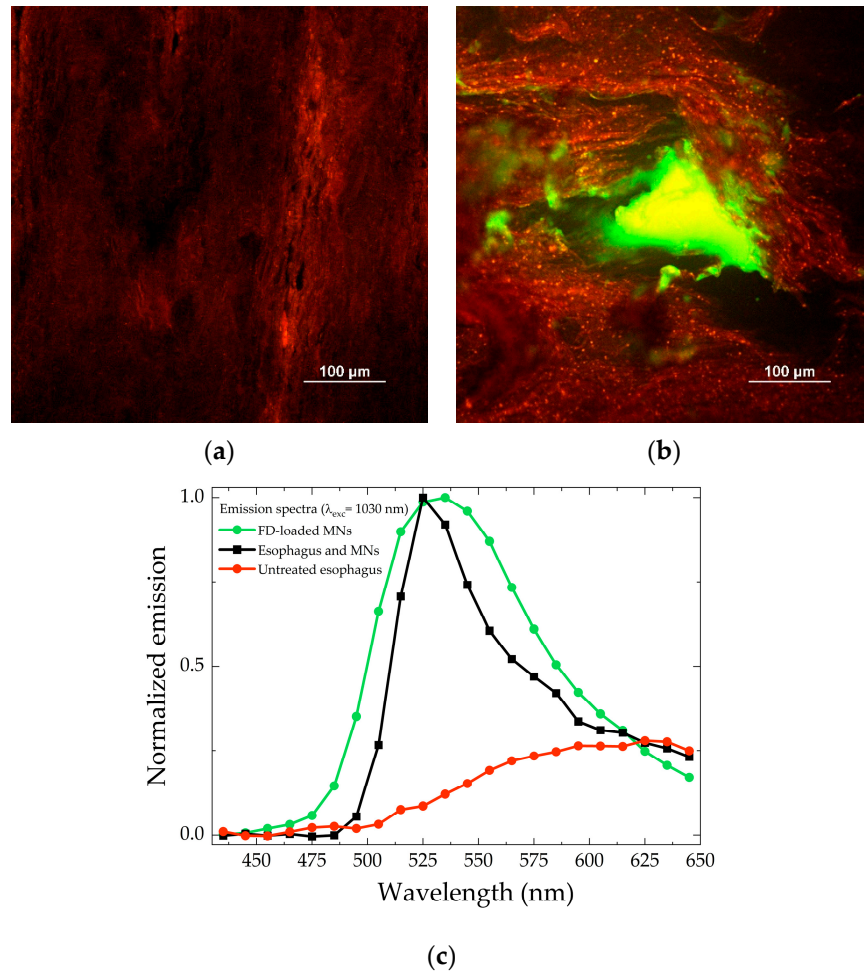 100 µm
100 µm
(a)
(b)
Emission spectra (λexc= 1030 nm)
FD-loaded MNs
Esophagus and MNs
Untreated esophagus
1.0
0.5
0.0
Normalized emission
450 475 500 525 550 575 600 625 650
Wavelength (nm)
(c)